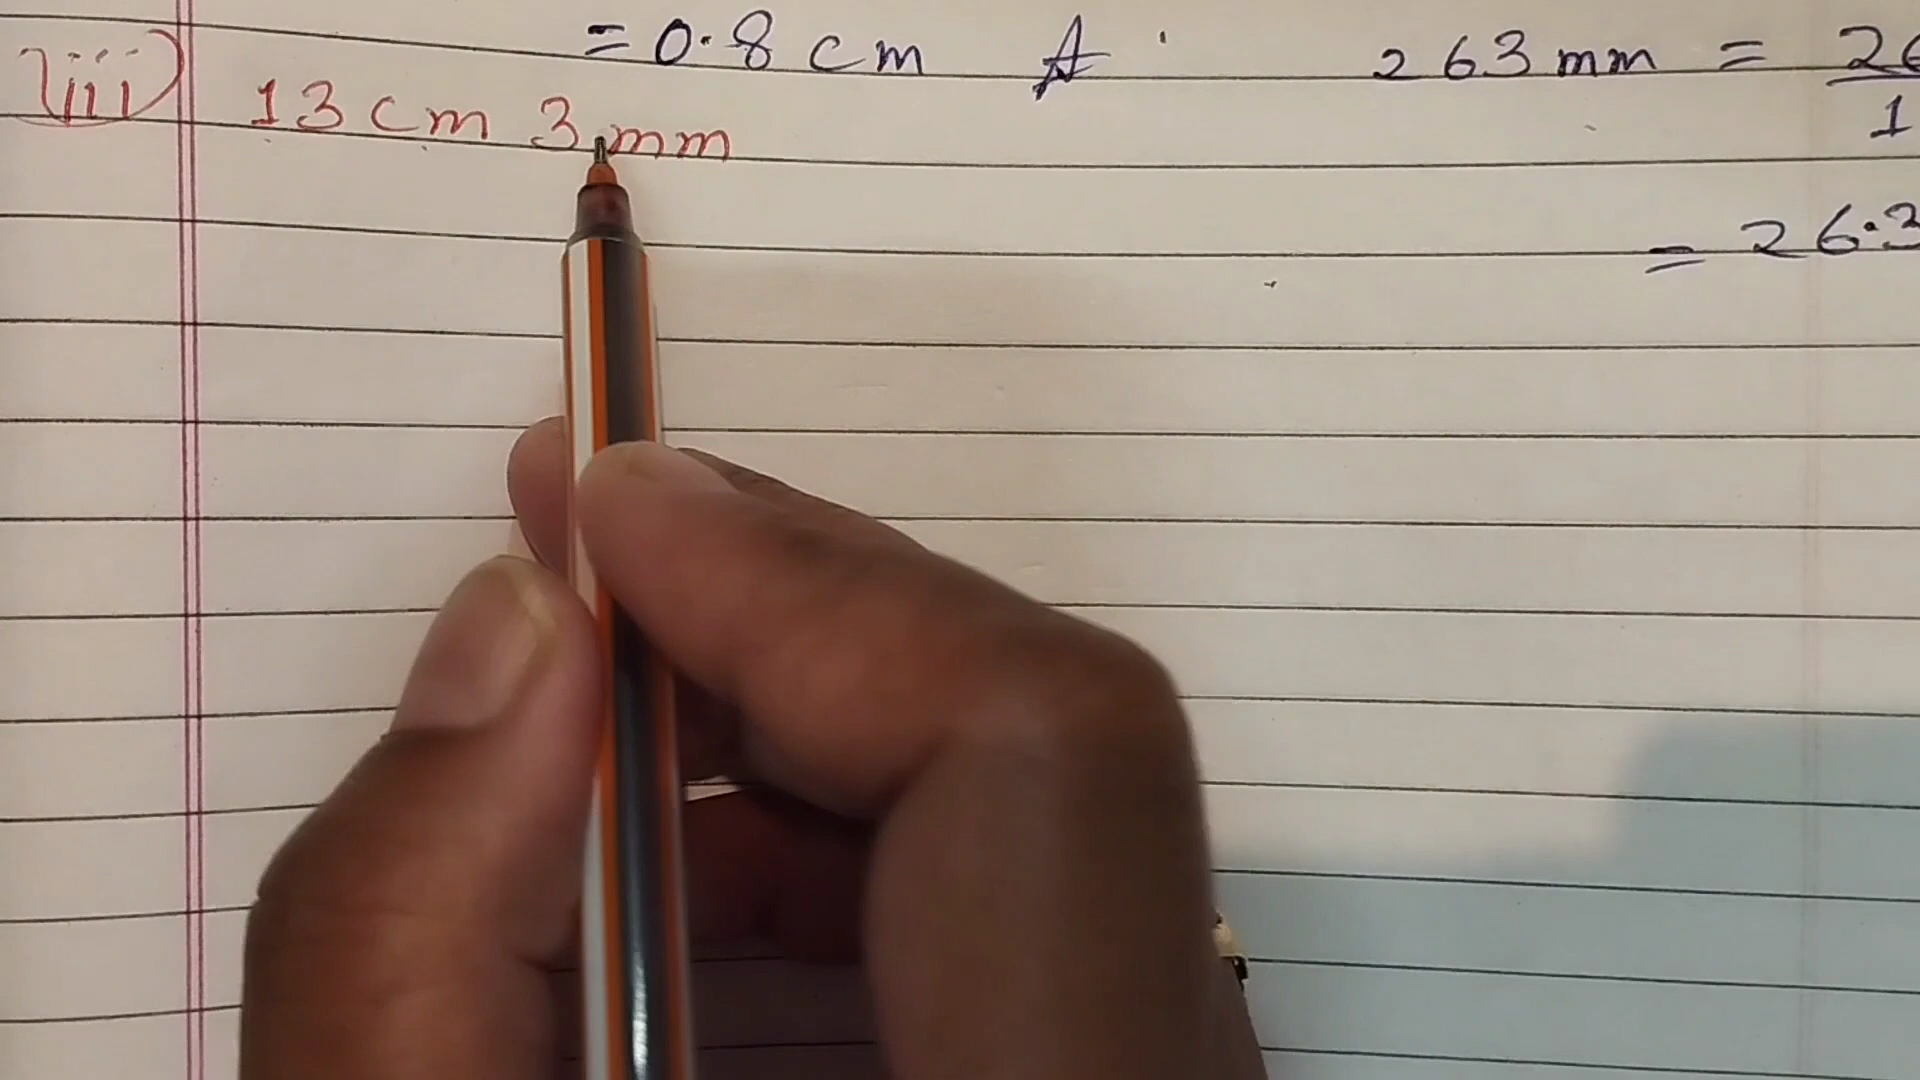 = 0.8 cm A
263 mm = 26
1
= 26.3
iii) 13 cm 3 mm